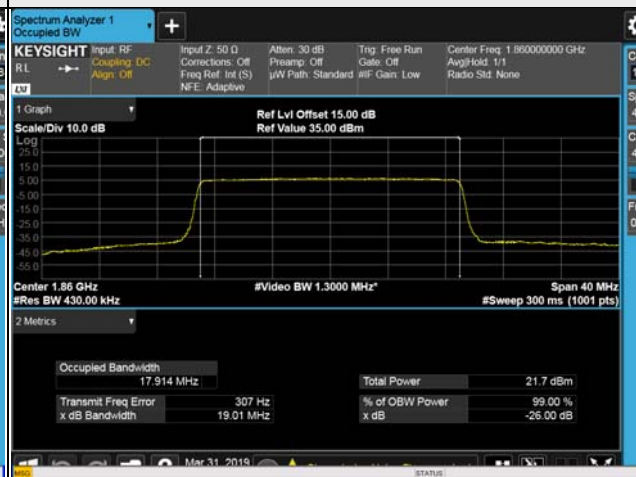 Spectrum Analyzer 1
Occupied BW
KEYSIGHT
RL
LXI
Input: RF
Coupling: DC
Align: Off
Input Z: 50 Ω
Corrections: Off
Freq Ref: Int (S)
NFE: Adaptive
Atten: 30 dB
Preamp: Off
µW Path: Standard
Trig: Free Run
Gate: Off
#IF Gain: Low
Center Freq: 1.860000000 GHz
Avg|Hold: 1/1
Radio Std: None
1 Graph
Scale/Div 10.0 dB
Ref Lvl Offset 15.00 dB
Ref Value 35.00 dBm
Log
25.0
15.0
5.00
-5.00
-15.0
-25.0
-35.0
-45.0
-55.0
Center 1.86 GHz
#Res BW 430.00 kHz
#Video BW 1.3000 MHz*
Span 40 MHz
#Sweep 300 ms (1001 pts)
2 Metrics
Occupied Bandwidth
17.914 MHz
Total Power 21.7 dBm
Transmit Freq Error 307 Hz
% of OBW Power 99.00 %
x dB Bandwidth 19.01 MHz
x dB -26.00 dB
Mar 31, 2019
MSG
STATUS